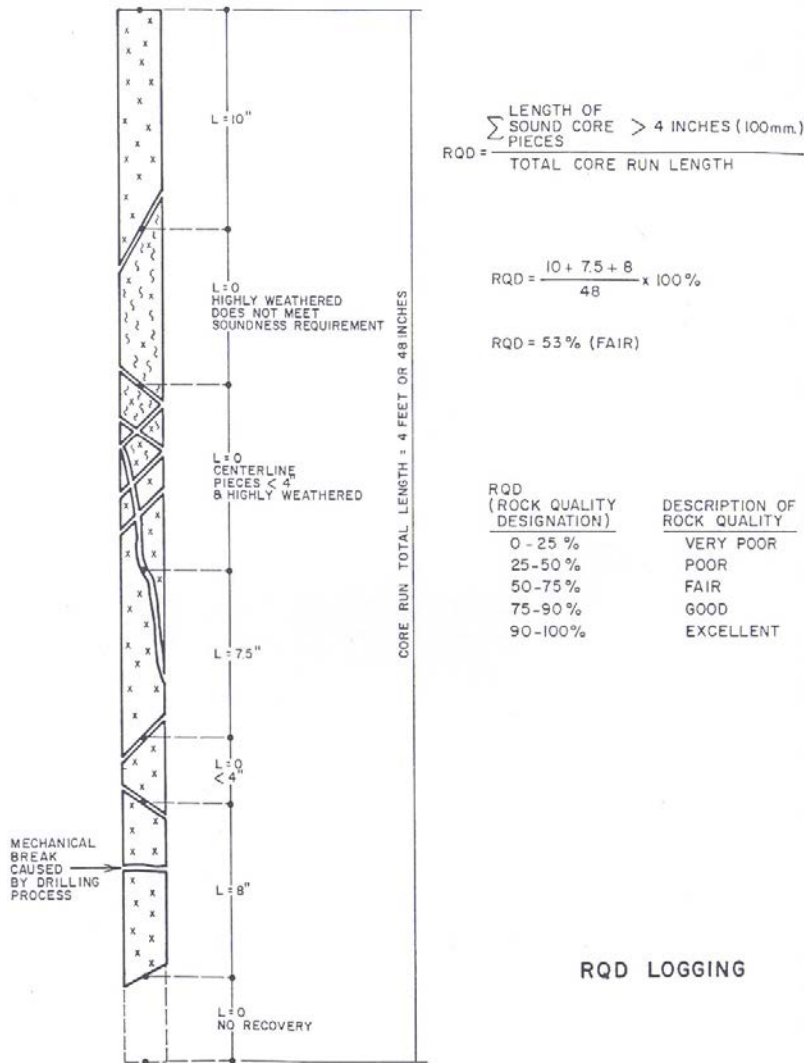 L = 10"
L = 0
HIGHLY WEATHERED
DOES NOT MEET
SOUNDNESS REQUIREMENT
L = 0
CENTERLINE
PIECES < 4"
& HIGHLY WEATHERED
L = 7.5"
L = 0
< 4"
MECHANICAL
BREAK
CAUSED
BY DRILLING
PROCESS
L = 8"
L = 0
NO RECOVERY
CORE RUN TOTAL LENGTH = 4 FEET OR 48 INCHES
RQD = ∑ LENGTH OF
SOUND CORE > 4 INCHES (100mm.)
PIECES
TOTAL CORE RUN LENGTH
RQD = 10 + 7.5 + 8
48
x 100 %
RQD = 53 % (FAIR)
RQD
(ROCK QUALITY
DESIGNATION)
DESCRIPTION OF
ROCK QUALITY
0 - 25 % VERY POOR
25-50 % POOR
50-75 % FAIR
75-90 % GOOD
90-100% EXCELLENT
RQD LOGGING